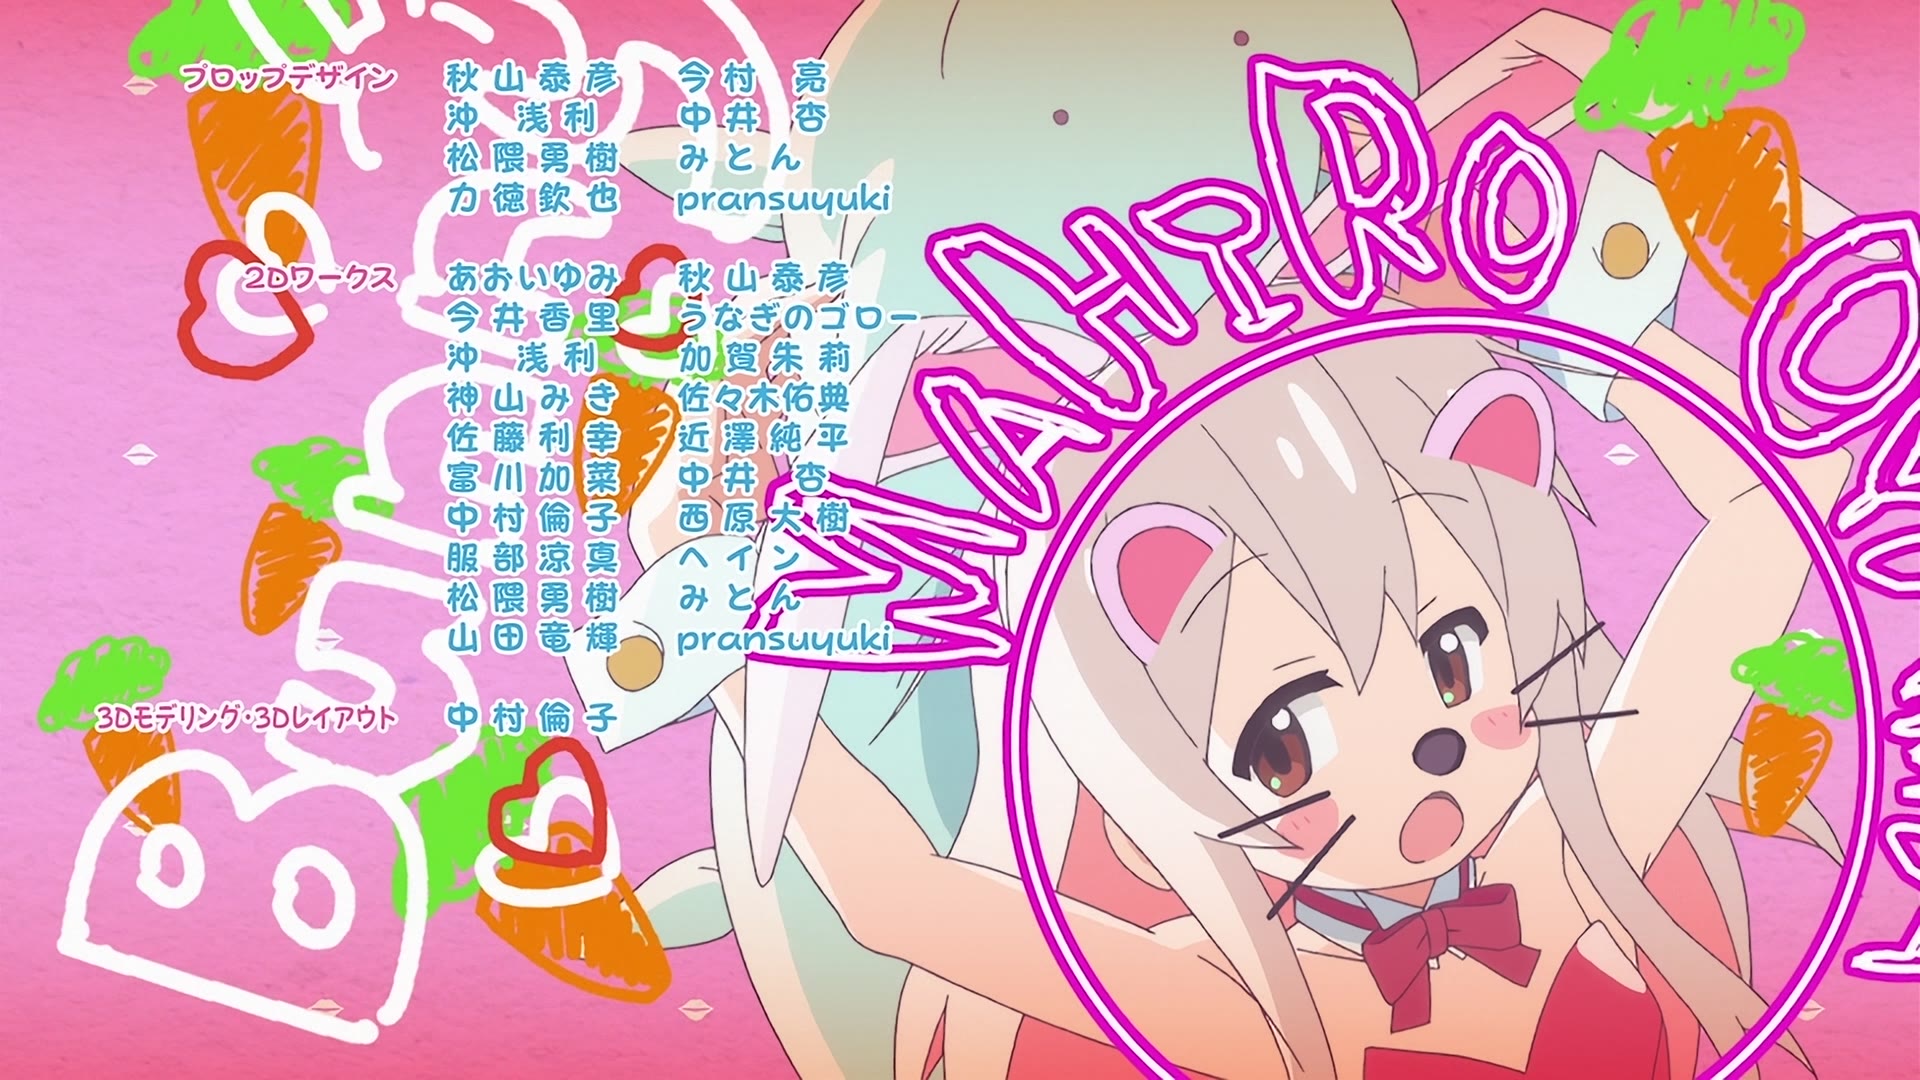 プロップデザイン 秋山泰彦 今村 亮
沖 浅利 中井 杏
松隈勇樹 みとん
力徳欽也 pransuyuki
2Dワークス あおいゆみ 秋山泰彦
今井香里 うなぎのゴロー
沖 浅利 加賀朱莉
神山みき 佐々木佑典
佐藤利幸 近澤純平
富川加菜 中井 杏
中村倫子 西原大樹
服部涼真 ヘイン
松隈勇樹 みとん
山田竜輝 pransuyuki
3Dモデリング・3Dレイアウト 中村倫子
MAHIRO